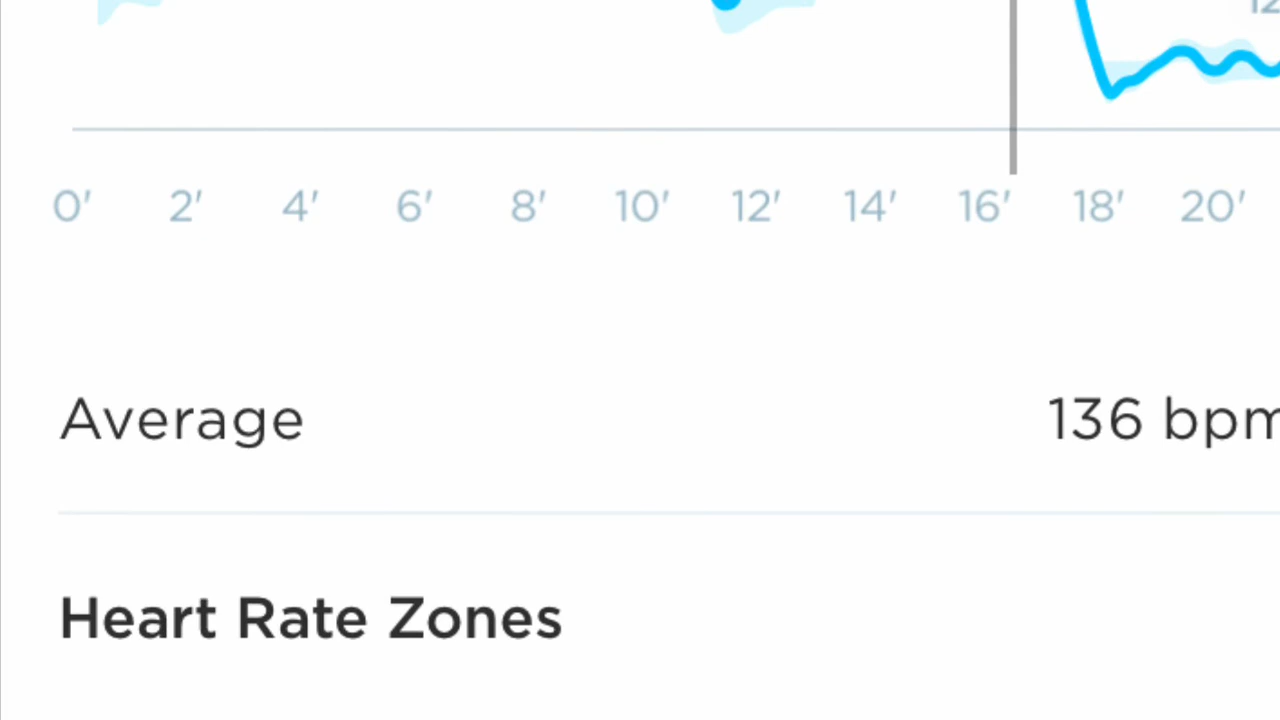 0' 2' 4' 6' 8' 10' 12' 14' 16' 18' 20'
Average 136 bpm
Heart Rate Zones